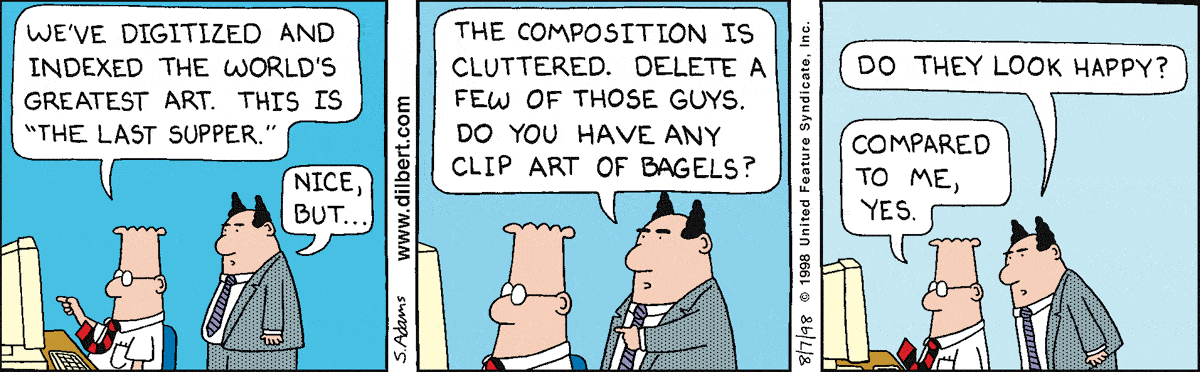 WE'VE DIGITIZED AND
INDEXED THE WORLD'S
GREATEST ART. THIS IS
"THE LAST SUPPER."
NICE,
BUT...
S. Adams
www.dilbert.com
THE COMPOSITION IS
CLUTTERED. DELETE A
FEW OF THOSE GUYS.
DO YOU HAVE ANY
CLIP ART OF BAGELS?
8/7/98 © 1998 United Feature Syndicate, Inc.
DO THEY LOOK HAPPY?
COMPARED
TO ME,
YES.